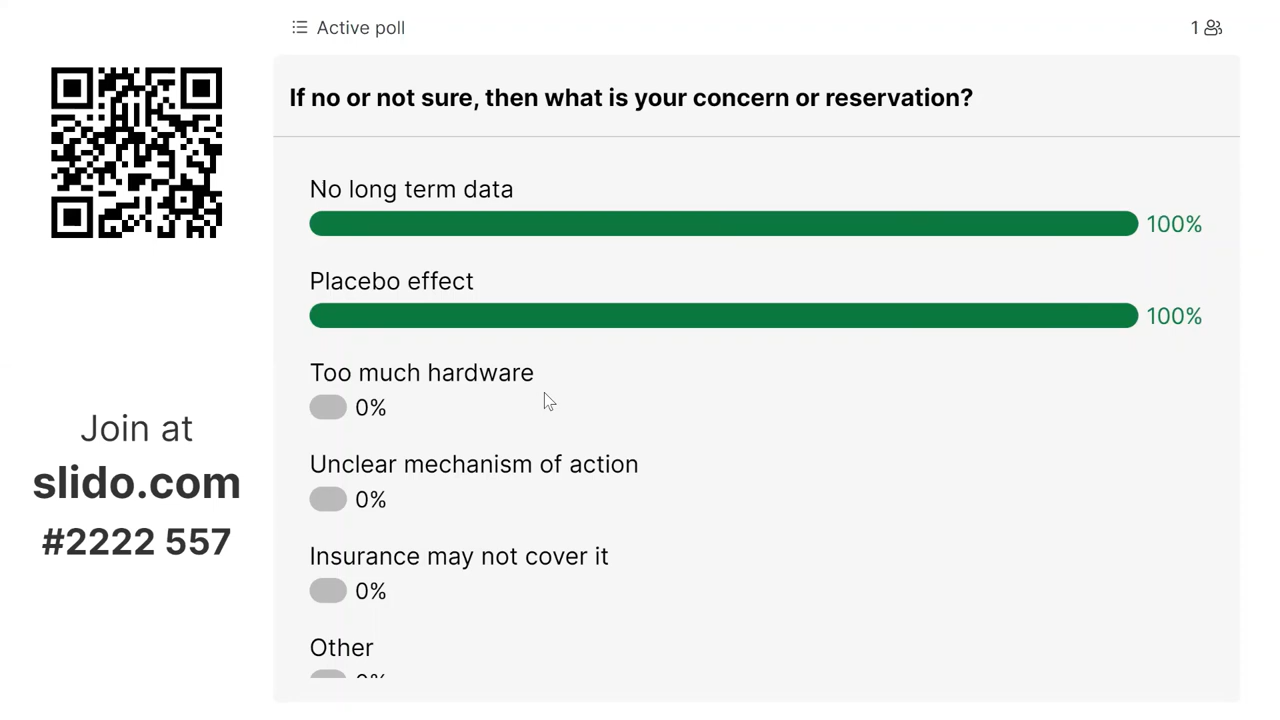 Active poll
1
If no or not sure, then what is your concern or reservation?
No long term data
100%
Placebo effect
100%
Too much hardware
0%
Unclear mechanism of action
0%
Insurance may not cover it
0%
Other
0%
Join at
slido.com
#2222 557